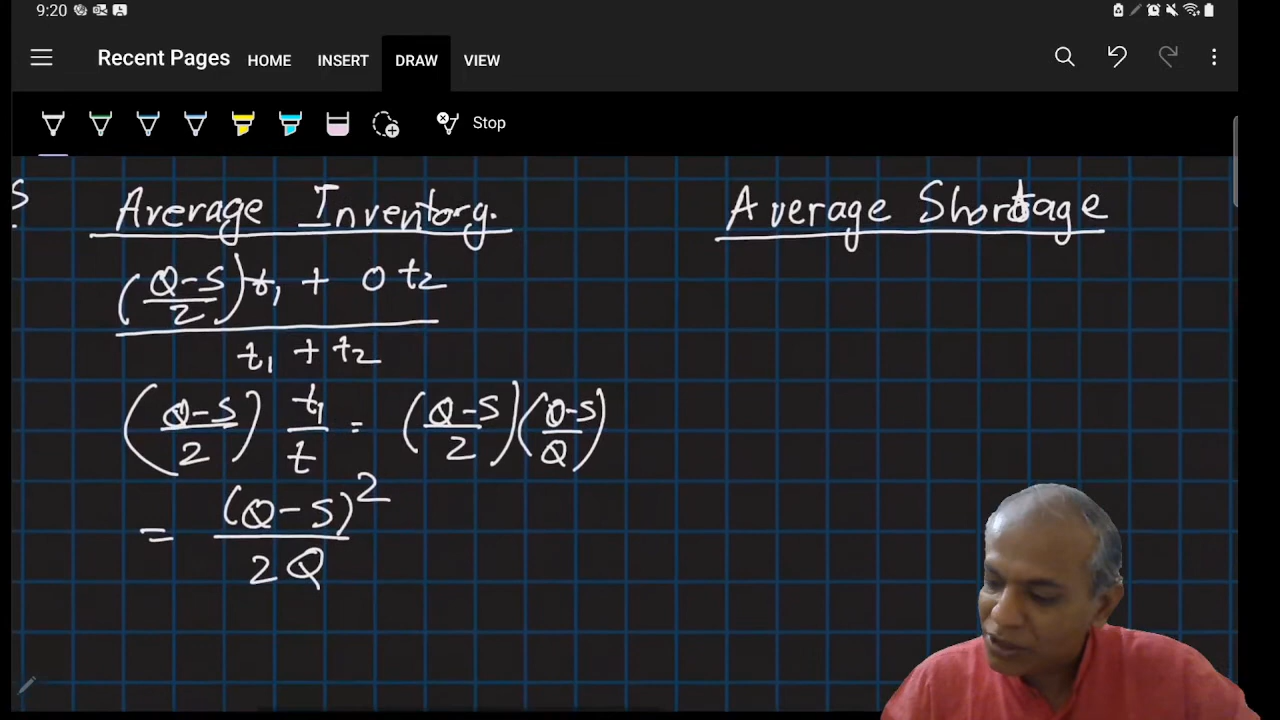 9:20
Recent Pages HOME INSERT DRAW VIEW
Stop
S Average Inventory.
((Q-S)/2) t₁ + 0 t₂
t₁ + t₂
((Q-S)/2) t₁/t = ((Q-S)/2) ((Q-S)/Q)
= (Q-S)² / 2Q
Average Shortage